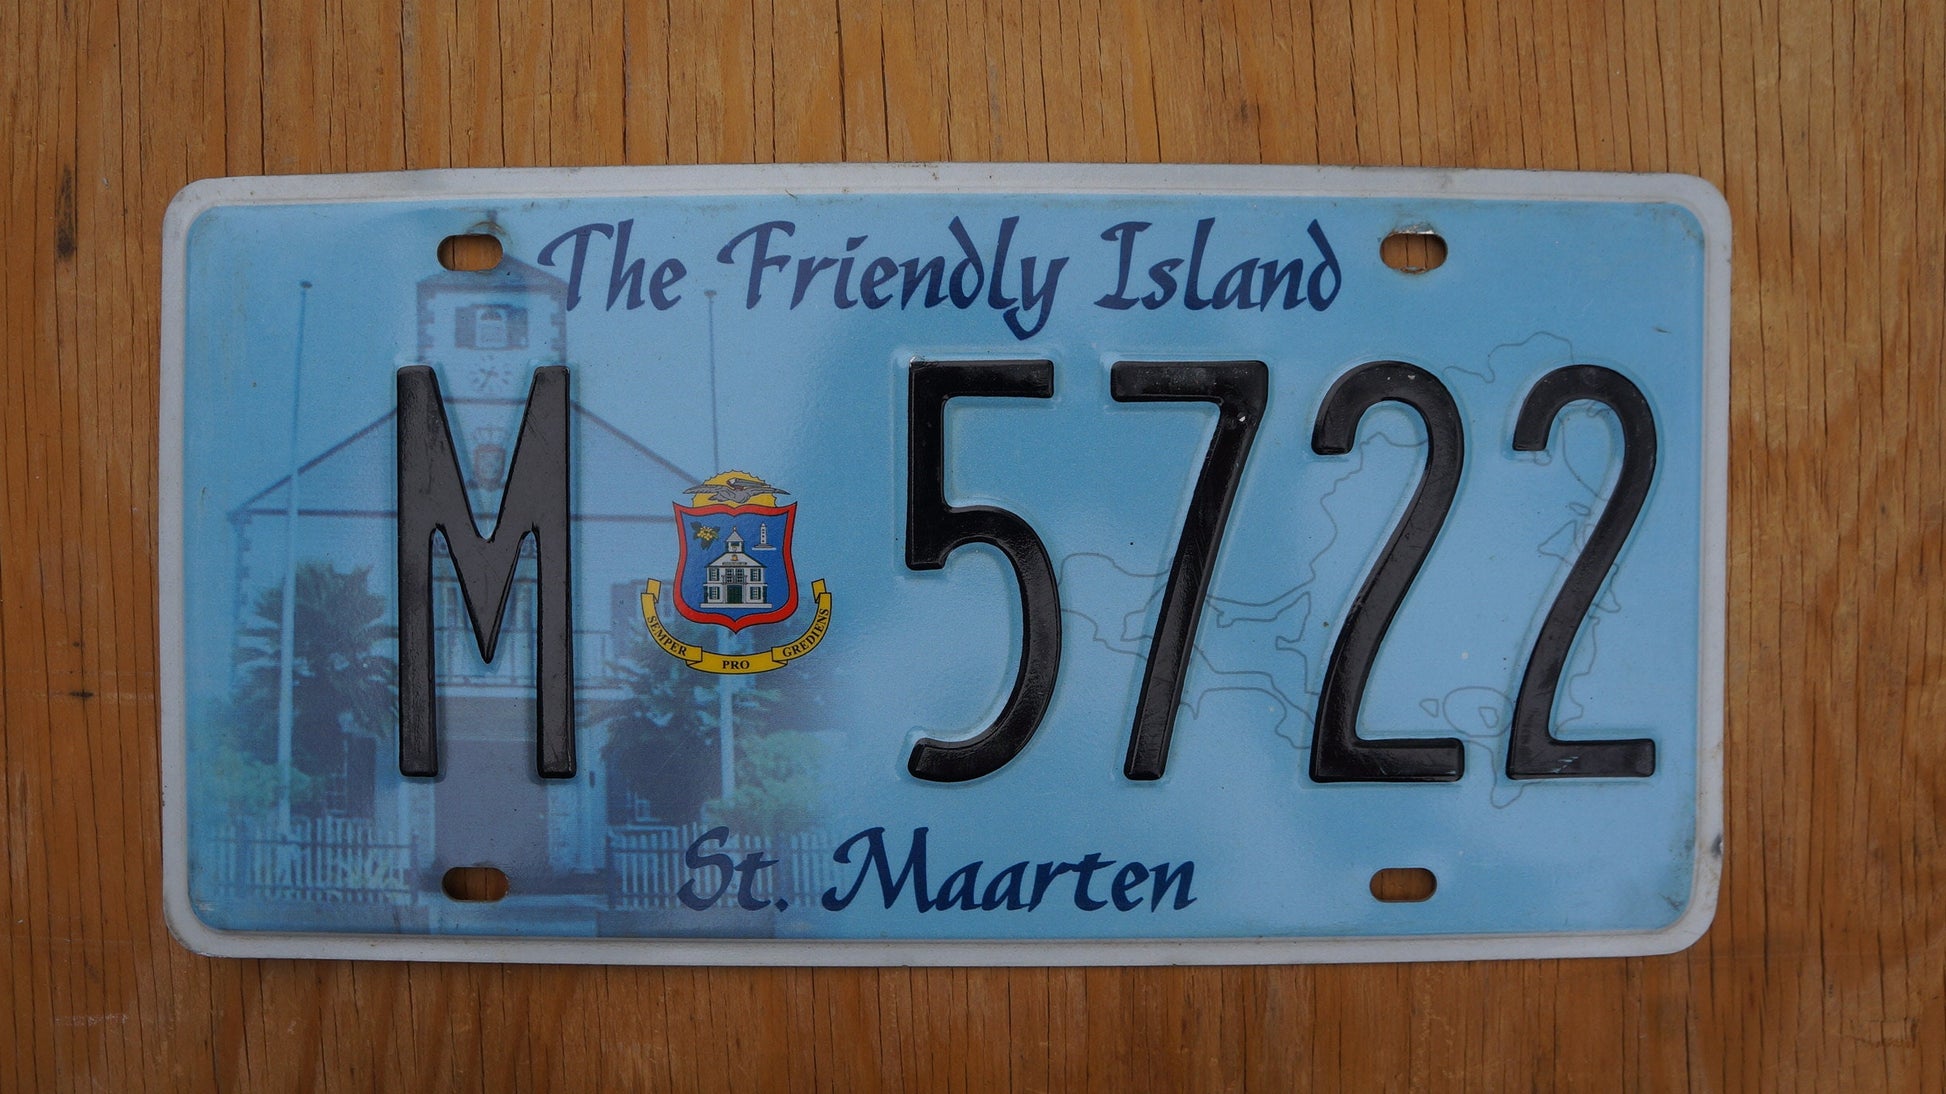 The Friendly Island
M 5722
SEMPER PRO GREDIENS
St. Maarten